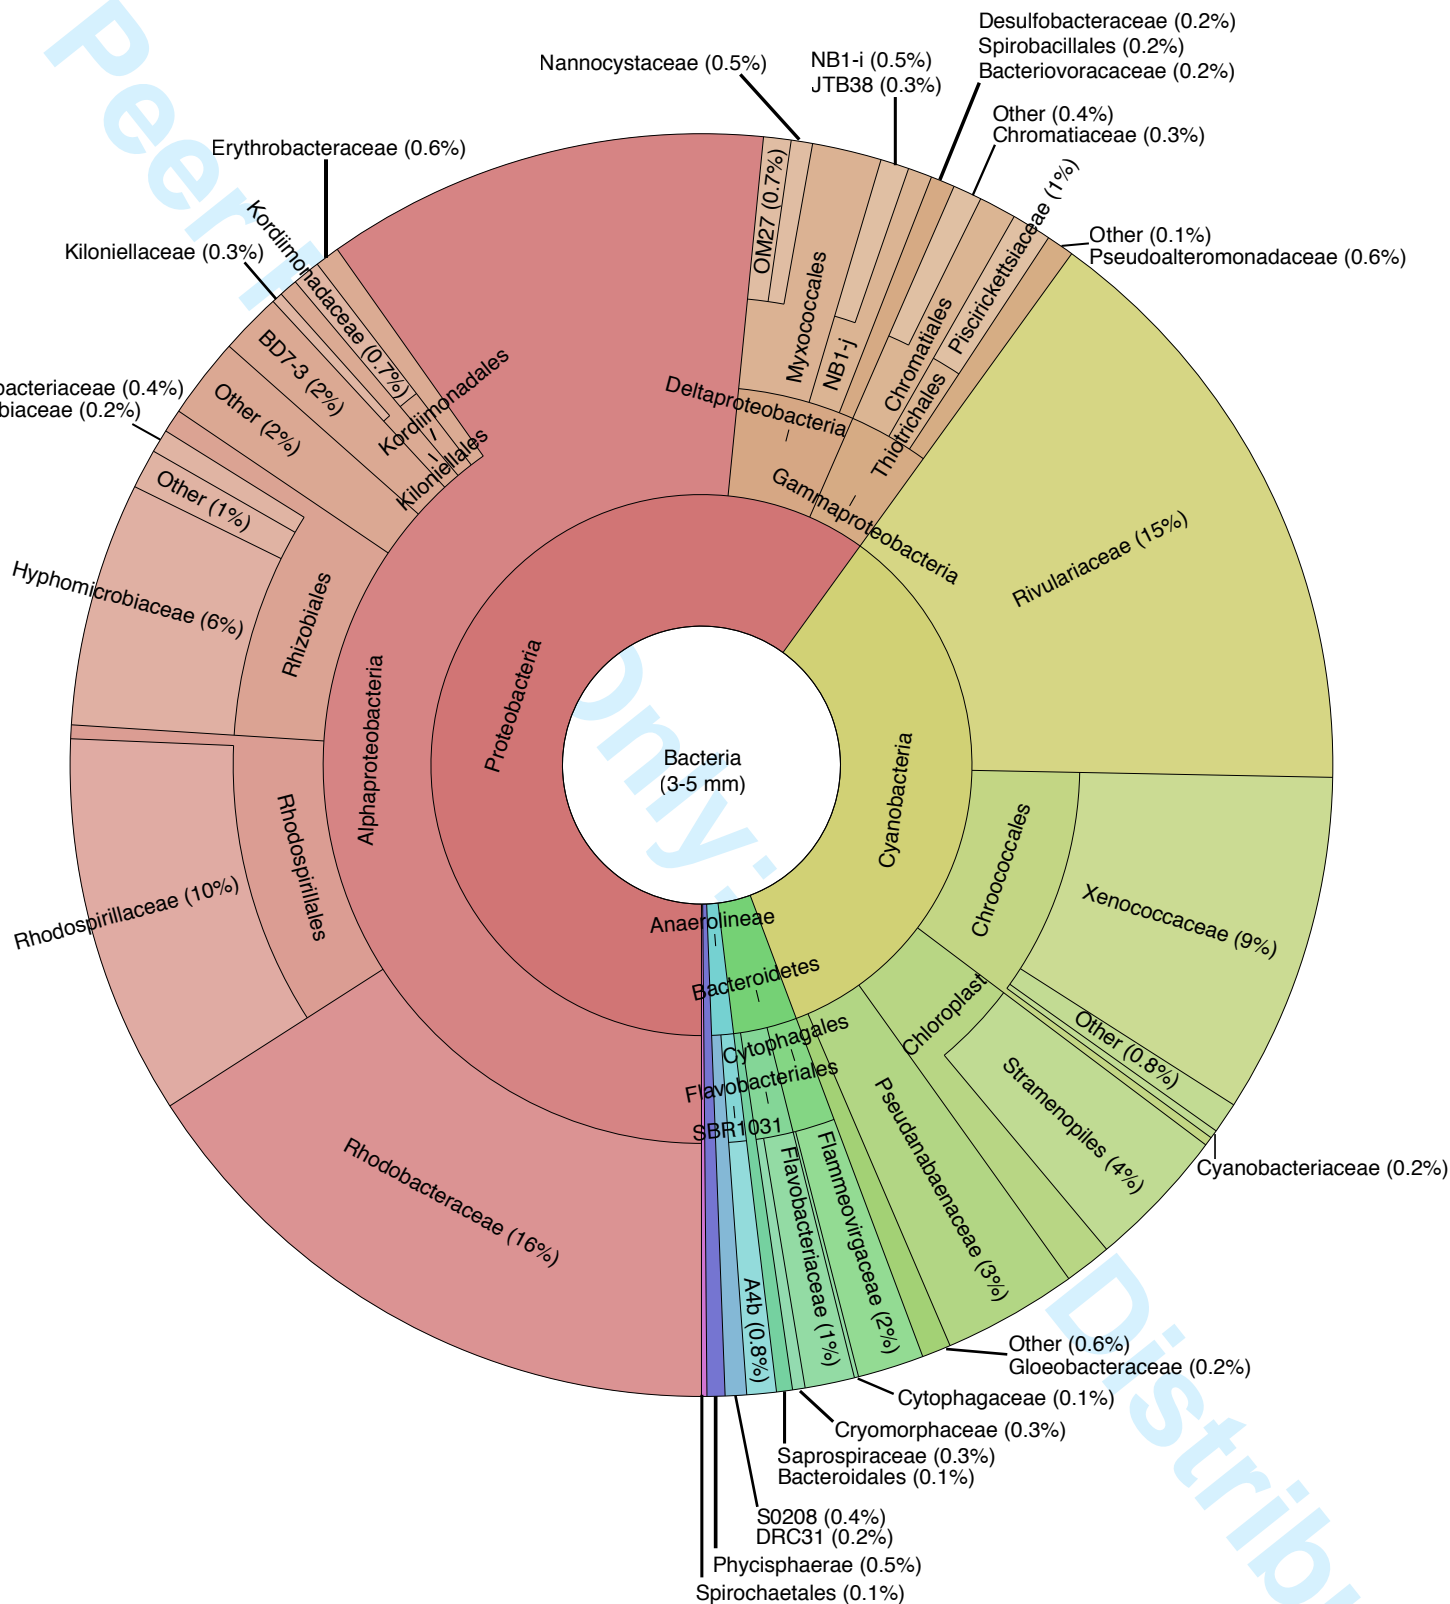 Desulfobacteraceae (0.2%)
Spirobacillales (0.2%)
Bacteriovoracaceae (0.2%)
Nannocystaceae (0.5%)
NB1-i (0.5%)
JTB38 (0.3%)
Other (0.4%)
Chromatiaceae (0.3%)
Erythrobacteraceae (0.6%)
Kordiimonadaceae (0.7%)
Kiloniellaceae (0.3%)
OM27 (0.7%)
Myxococcales
NB1-j
Chromatiales
Piscirickettsiaceae (1%)
Thiotrichales
Other (0.1%)
Pseudoalteromonadaceae (0.6%)
BD7-3 (2%)
Other (2%)
Kordiimonadales
Kiloniellales
Deltaproteobacteria
Gammaproteobacteria
bacteriaceae (0.4%)
biaceae (0.2%)
Other (1%)
Hyphomicrobiaceae (6%)
Rhizobiales
Alphaproteobacteria
Proteobacteria
Rivulariaceae (15%)
Bacteria
(3-5 mm)
Cyanobacteria
Chroococcales
Xenococcaceae (9%)
Rhodospirillales
Rhodospirillaceae (10%)
Anaerolineae
Bacteroidetes
Cytophagales
Flavobacteriales
SBR1031
Chloroplast
Other (0.8%)
Stramenopiles (4%)
Cyanobacteriaceae (0.2%)
Pseudanabaenaceae (3%)
Flammeovirgaceae (2%)
Flavobacteriaceae (1%)
A4b (0.8%)
Rhodobacteraceae (16%)
Other (0.6%)
Gloeobacteraceae (0.2%)
Cytophagaceae (0.1%)
Cryomorphaceae (0.3%)
Saprospiraceae (0.3%)
Bacteroidales (0.1%)
S0208 (0.4%)
DRC31 (0.2%)
Phycisphaerae (0.5%)
Spirochaetales (0.1%)
Peer
Only:
Distrib